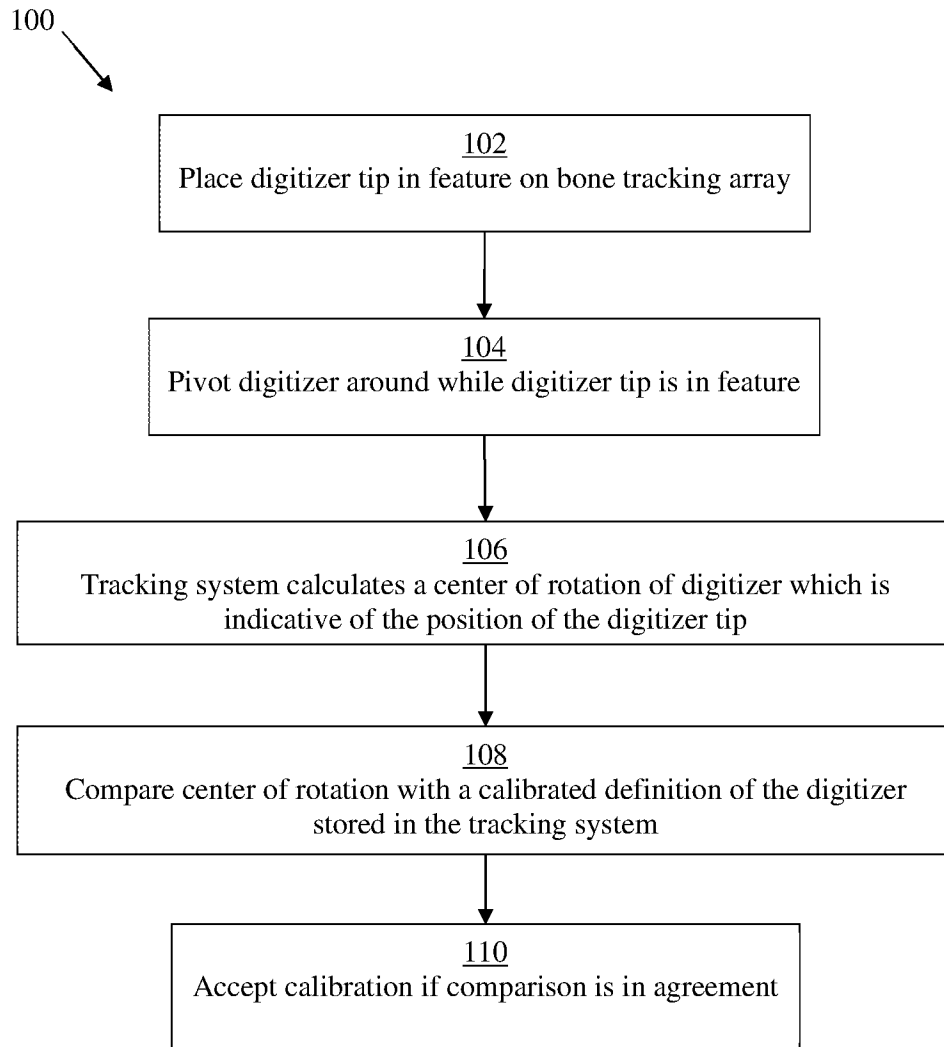 100
102
Place digitizer tip in feature on bone tracking array
104
Pivot digitizer around while digitizer tip is in feature
106
Tracking system calculates a center of rotation of digitizer which is
indicative of the position of the digitizer tip
108
Compare center of rotation with a calibrated definition of the digitizer
stored in the tracking system
110
Accept calibration if comparison is in agreement